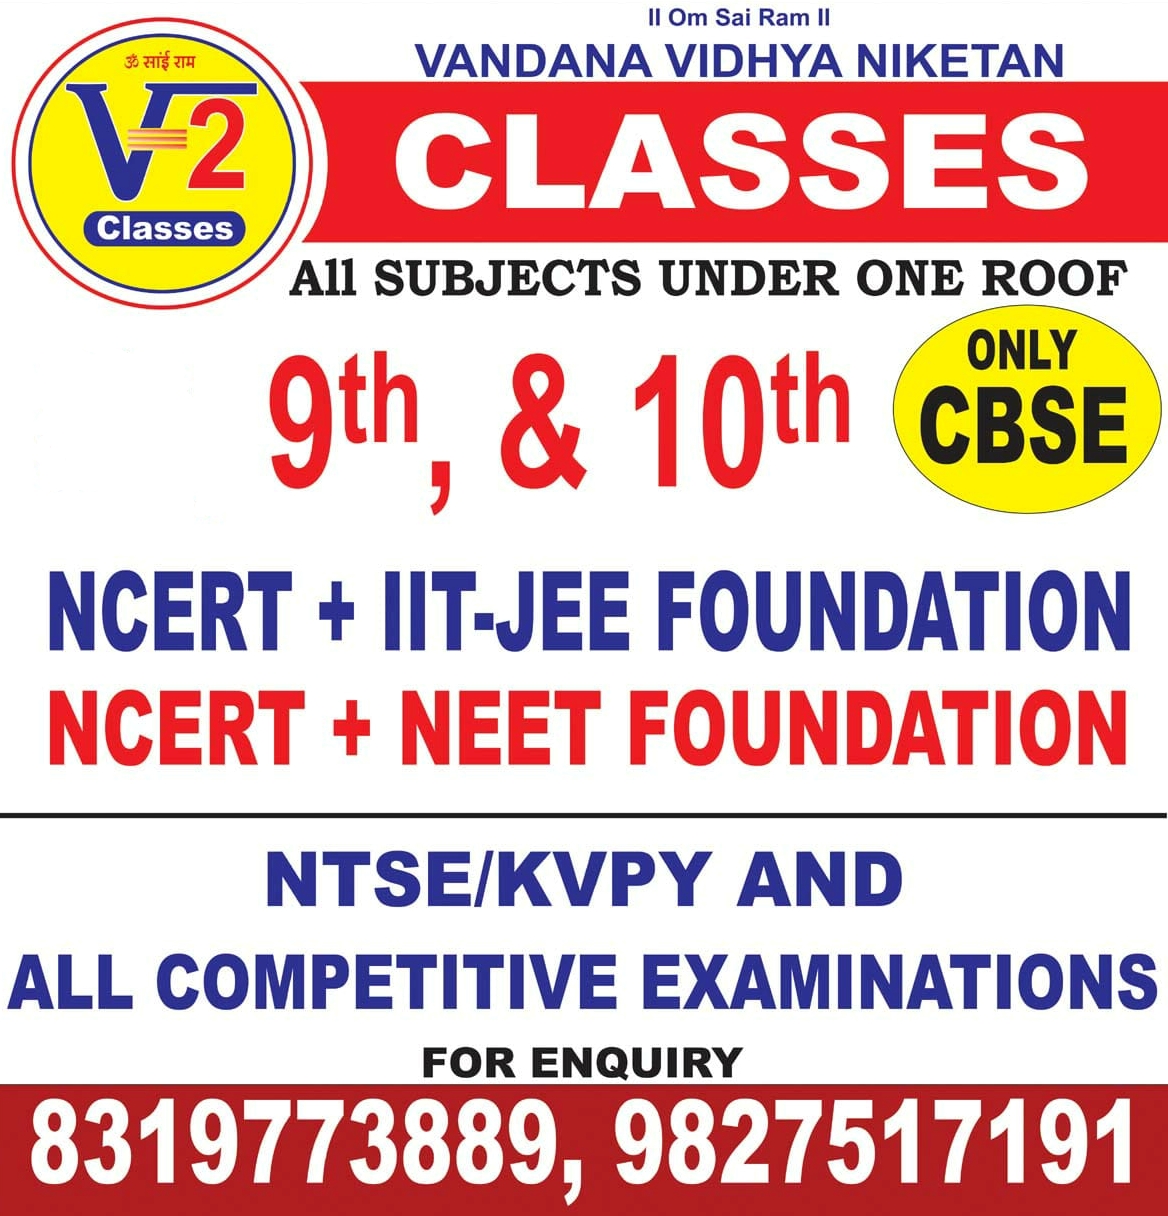 ॐ साईं राम
V2
Classes
II Om Sai Ram II
VANDANA VIDHYA NIKETAN
CLASSES
All SUBJECTS UNDER ONE ROOF
9th, & 10th
ONLY
CBSE
NCERT + IIT-JEE FOUNDATION
NCERT + NEET FOUNDATION
NTSE/KVPY AND
ALL COMPETITIVE EXAMINATIONS
FOR ENQUIRY
8319773889, 9827517191